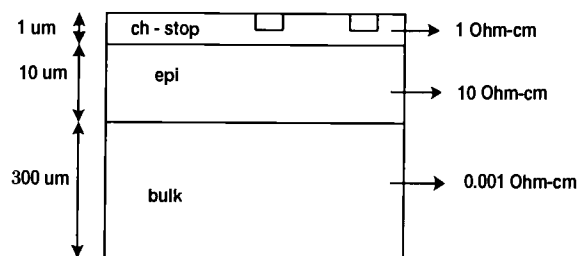 1 um
ch - stop
1 Ohm-cm
10 um
epi
10 Ohm-cm
300 um
bulk
0.001 Ohm-cm